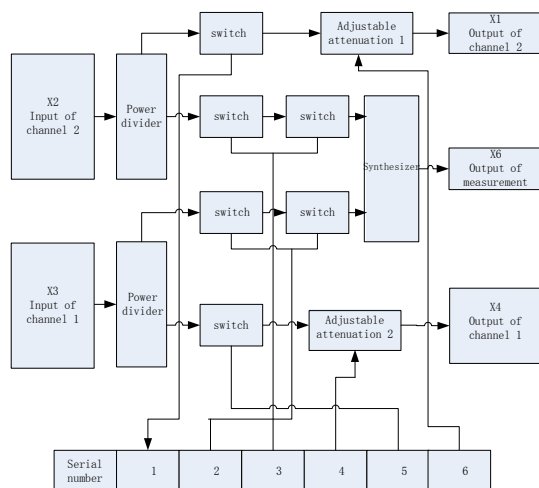 switch
Adjustable
attenuation 1
X1
Output of
channel 2
X2
Input of
channel 2
Power
divider
switch
switch
Synthesizer
X6
Output of
measurement
switch
switch
X3
Input of
channel 1
Power
divider
switch
Adjustable
attenuation 2
X4
Output of
channel 1
Serial
number
1
2
3
4
5
6